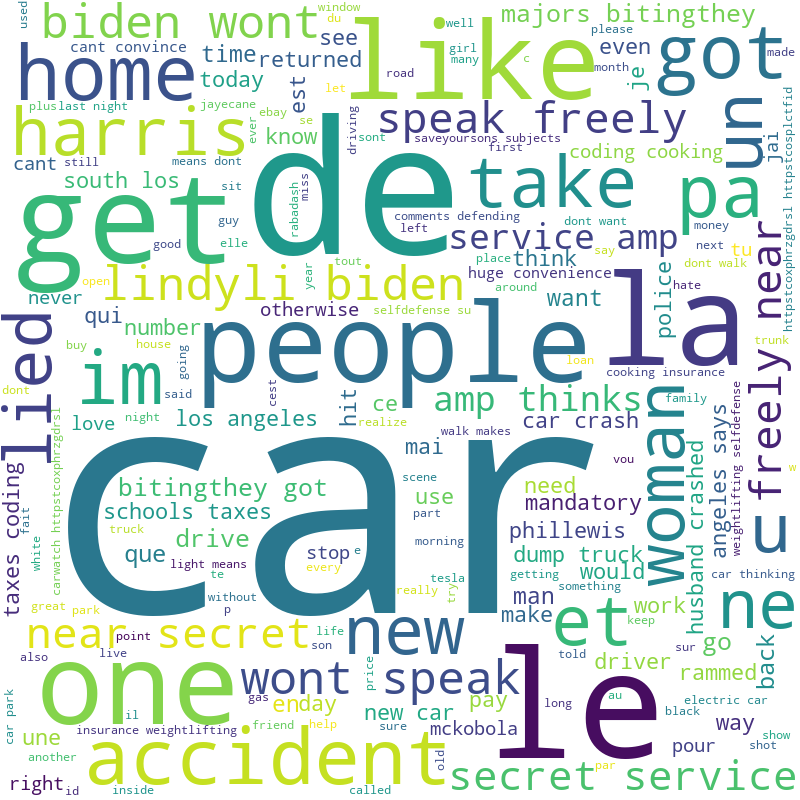 window
du
well
please
used
biden wont
cant convince
girl
many
c
majors bitingthey
made
road
month
home
time
see
returned
like
even
got
today
est
let
je
plus
last night
jayecane
ebay
se
harris
ever
know
driving
sont
speak freely
saveyoursons subjects
first
un
jai
cant
still
means dont
south los
sit
rabadash
miss
coding cooking
get
de
take
pa
guy
comments defending
left
dont want
money
good
elle
service amp
next
tu
say
place
think
dont walk
open
lindyli biden
year
tout
huge convenience
around
hate
never
otherwise
selfdefense su
want
police
freely near
httpstcoxphrzgdrsl httpstcosplctfid
qui
number
people
la
lied
buy
house
going
loan
trunk
said
cooking insurance
dont
im
cest
hit
ce
amp thinks
family
love
night
los angeles
realize
car crash
woman
angeles says
weightlifting selfdefense
walk makes
mai
vou
car
taxes coding
carwatch httpstcoxphrzgdrsl
bitingthey got
scene
need
w
fait
schools taxes
use
part
mandatory
u
white
truck
drive
morning
phillewis
que
stop
e
husband crashed
light means
te
tesla
getting
dump truck
car thinking
every
really
try
something
would
ne
great
park
without
p
man
make
work
keep
near secret
point
life
new
et
go
also
live
son
told
sur
back
one
wont speak
driver
rammed
price
gas
long
au
le
electric car
car park
il
enday
pay
black
une
friend
help
new car
mckobola
way
show
another
insurance weightlifting
sure
pour
shot
accident
old
right
id
par
secret service
inside
called